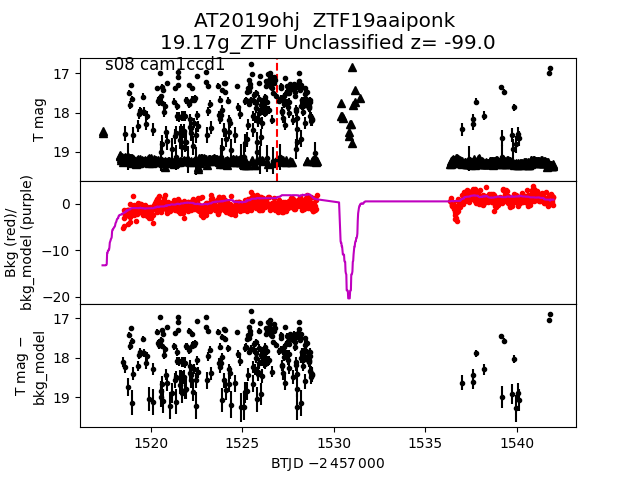 AT2019ohj  ZTF19aaiponk
19.17g_ZTF Unclassified z= -99.0
s08 cam1ccd1
T mag
17
18
19
Bkg (red)/
bkg_model (purple)
0
−10
−20
T mag −
bkg_model
17
18
19
1520
1525
1530
1535
1540
BTJD −2 457 000